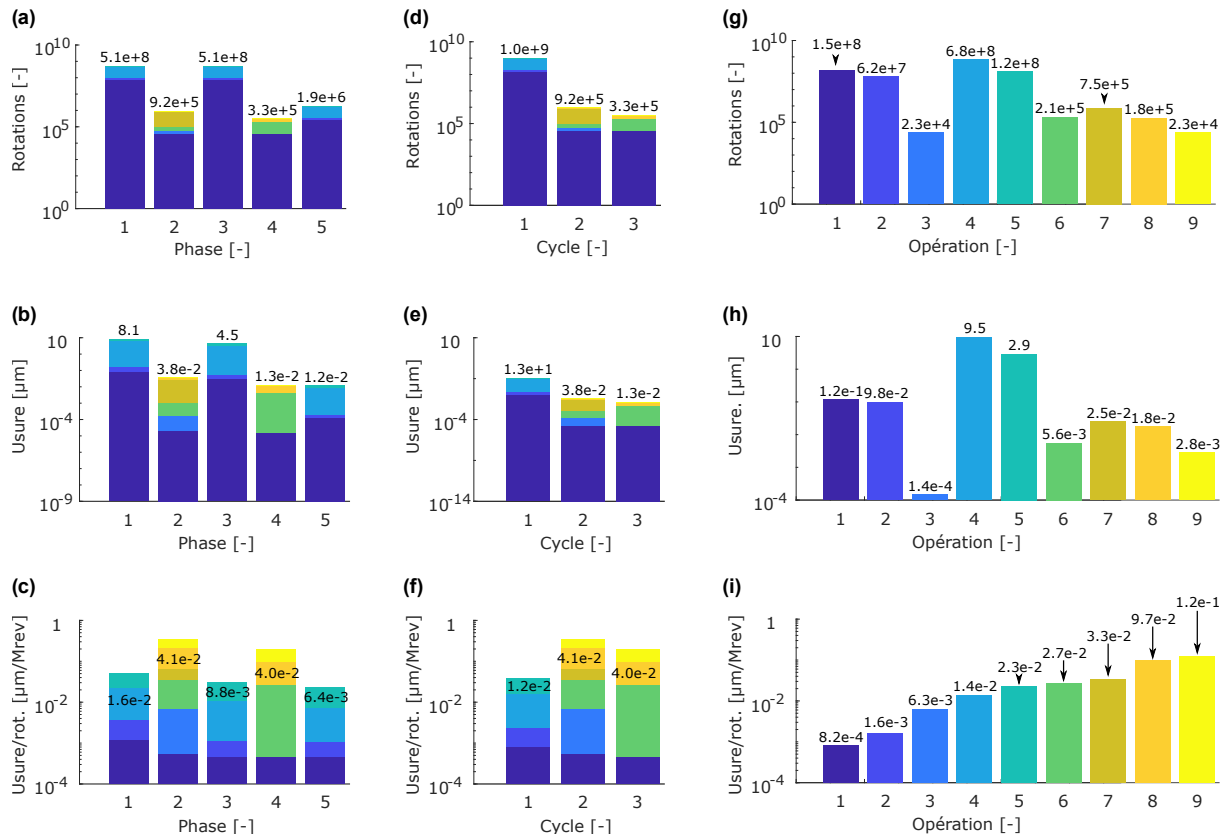 (a)
Rotations [-]
10^10
10^5
10^0
5.1e+8
9.2e+5
5.1e+8
3.3e+5
1.9e+6
1 2 3 4 5
Phase [-]
(d)
Rotations [-]
10^10
10^5
10^0
1.0e+9
9.2e+5
3.3e+5
1 2 3
Cycle [-]
(g)
Rotations [-]
10^10
10^5
10^0
1.5e+8
6.2e+7
2.3e+4
6.8e+8
1.2e+8
2.1e+5
7.5e+5
1.8e+5
2.3e+4
1 2 3 4 5 6 7 8 9
Opération [-]
(b)
Usure [µm]
10
10^-4
10^-9
8.1
3.8e-2
4.5
1.3e-2
1.2e-2
1 2 3 4 5
Phase [-]
(e)
Usure [µm]
10
10^-4
10^-14
1.3e+1
3.8e-2
1.3e-2
1 2 3
Cycle [-]
(h)
Usure. [µm]
10
10^-4
1.2e-1
9.8e-2
1.4e-4
9.5
2.9
5.6e-3
2.5e-2
1.8e-2
2.8e-3
1 2 3 4 5 6 7 8 9
Opération [-]
(c)
Usure/rot. [µm/Mrev]
1
10^-2
10^-4
1.6e-2
4.1e-2
8.8e-3
4.0e-2
6.4e-3
1 2 3 4 5
Phase [-]
(f)
Usure/rot. [µm/Mrev]
1
10^-2
10^-4
1.2e-2
4.1e-2
4.0e-2
1 2 3
Cycle [-]
(i)
Usure/rot. [µm/Mrev]
1
10^-2
10^-4
8.2e-4
1.6e-3
6.3e-3
1.4e-2
2.3e-2
2.7e-2
3.3e-2
9.7e-2
1.2e-1
1 2 3 4 5 6 7 8 9
Opération [-]